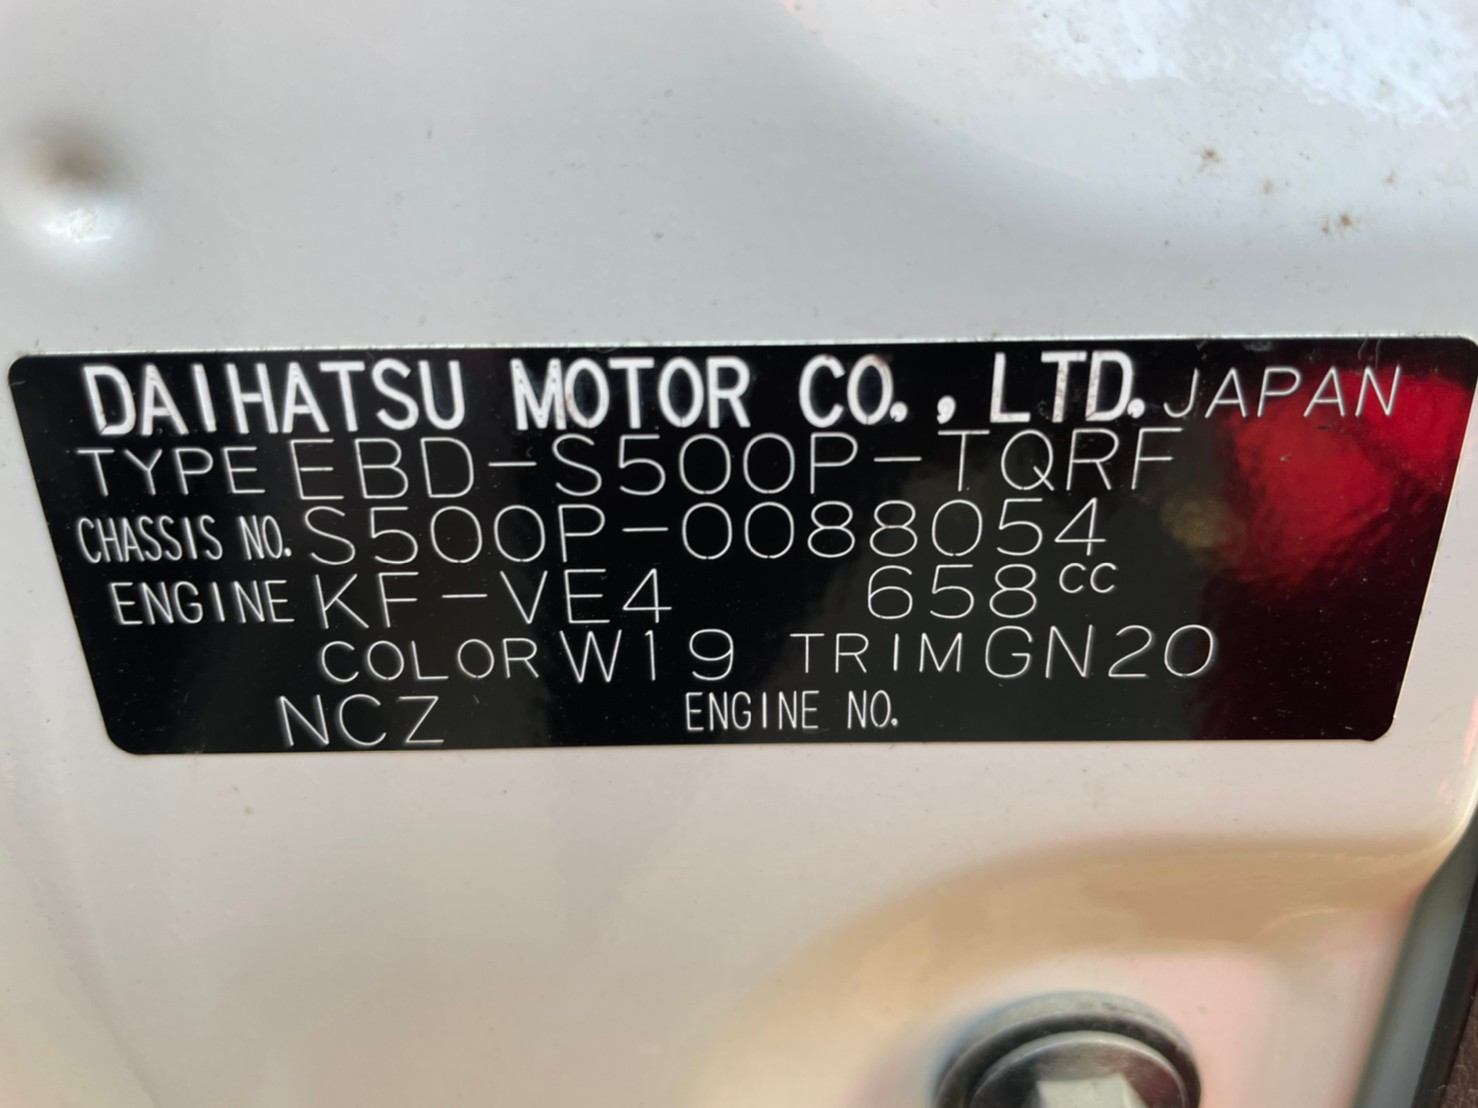 DAIHATSU MOTOR CO., LTD. JAPAN
TYPE EBD-S500P-TQRF
CHASSIS NO. S500P-0088054
ENGINE KF-VE4 658cc
COLOR W19 TRIM GN20
NCZ ENGINE NO.